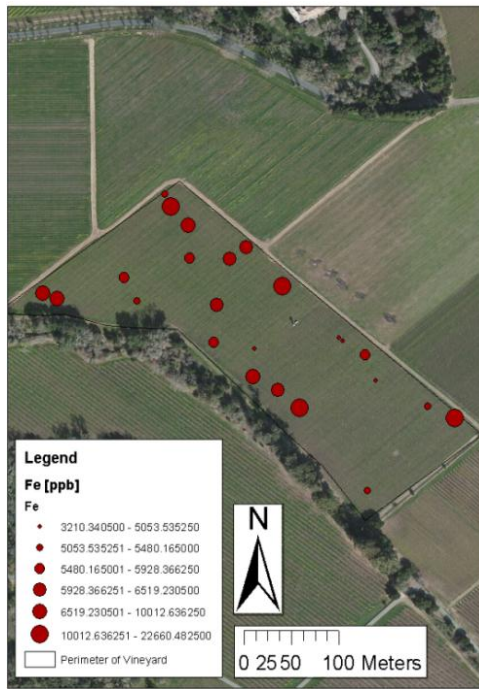 Legend
Fe [ppb]
Fe
3210.340500 - 5053.535250
5053.535251 - 5480.165000
5480.165001 - 5928.366250
5928.366251 - 6519.230500
6519.230501 - 10012.636250
10012.636251 - 22660.482500
Perimeter of Vineyard
N
0 25 50 100 Meters